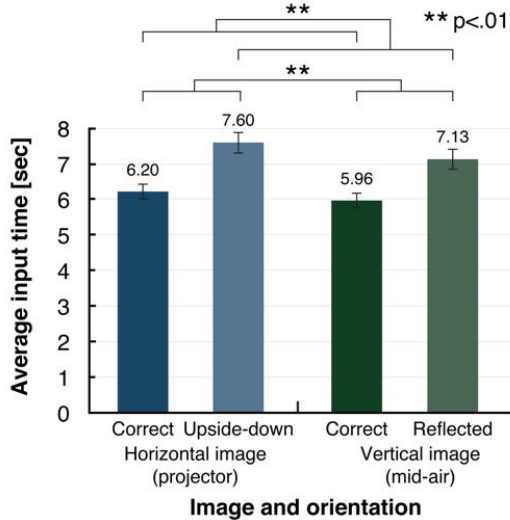 **
** p<.01
**
Average input time [sec]
8
7
6
5
4
3
2
1
0
6.20
7.60
5.96
7.13
Correct Upside-down Correct Reflected
Horizontal image Vertical image
(projector) (mid-air)
Image and orientation